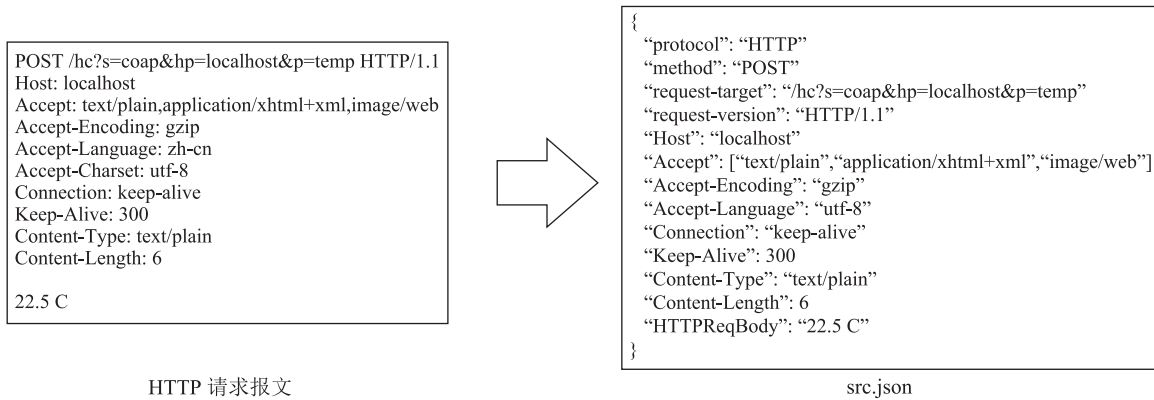 POST /hc?s=coap&hp=localhost&p=temp HTTP/1.1
Host: localhost
Accept: text/plain,application/xhtml+xml,image/web
Accept-Encoding: gzip
Accept-Language: zh-cn
Accept-Charset: utf-8
Connection: keep-alive
Keep-Alive: 300
Content-Type: text/plain
Content-Length: 6
22.5 C
HTTP 请求报文
{
“protocol”: “HTTP”
“method”: “POST”
“request-target”: “/hc?s=coap&hp=localhost&p=temp”
“request-version”: “HTTP/1.1”
“Host”: “localhost”
“Accept”: [“text/plain”,“application/xhtml+xml”,“image/web”]
“Accept-Encoding”: “gzip”
“Accept-Language”: “utf-8”
“Connection”: “keep-alive”
“Keep-Alive”: 300
“Content-Type”: “text/plain”
“Content-Length”: 6
“HTTPReqBody”: “22.5 C”
}
src.json